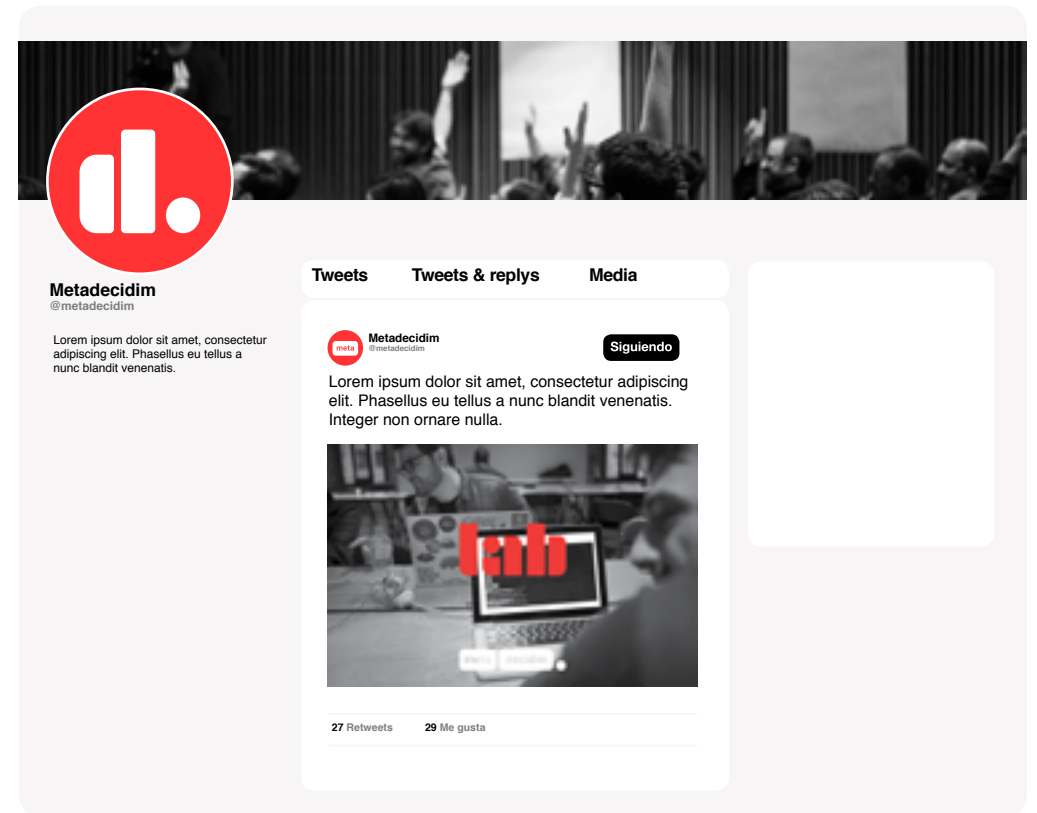 d.
Metadecidim
@metadecidim
Lorem ipsum dolor sit amet, consectetur
adipiscing elit. Phasellus eu tellus a
nunc blandit venenatis.
Tweets Tweets & replys Media
meta
Metadecidim
@metadecidim
Siguiendo
Lorem ipsum dolor sit amet, consectetur adipiscing
elit. Phasellus eu tellus a nunc blandit venenatis.
Integer non ornare nulla.
lab
meta decidim
27 Retweets 29 Me gusta